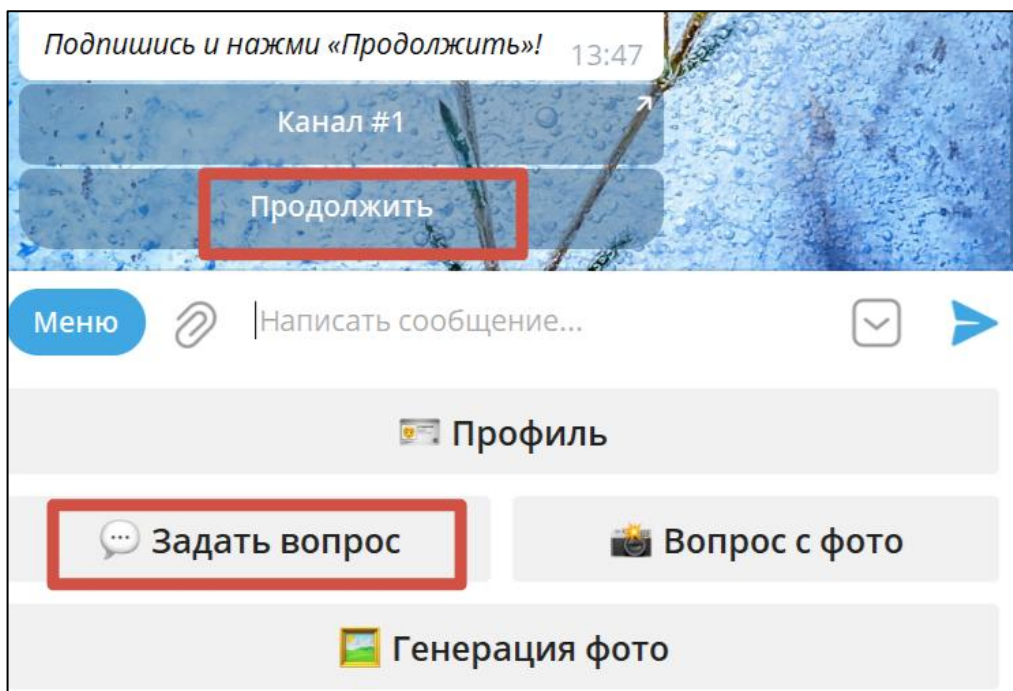 Подпишись и нажми «Продолжить»! 13:47
Канал #1
Продолжить
Меню Написать сообщение...
Профиль
Задать вопрос Вопрос с фото
Генерация фото